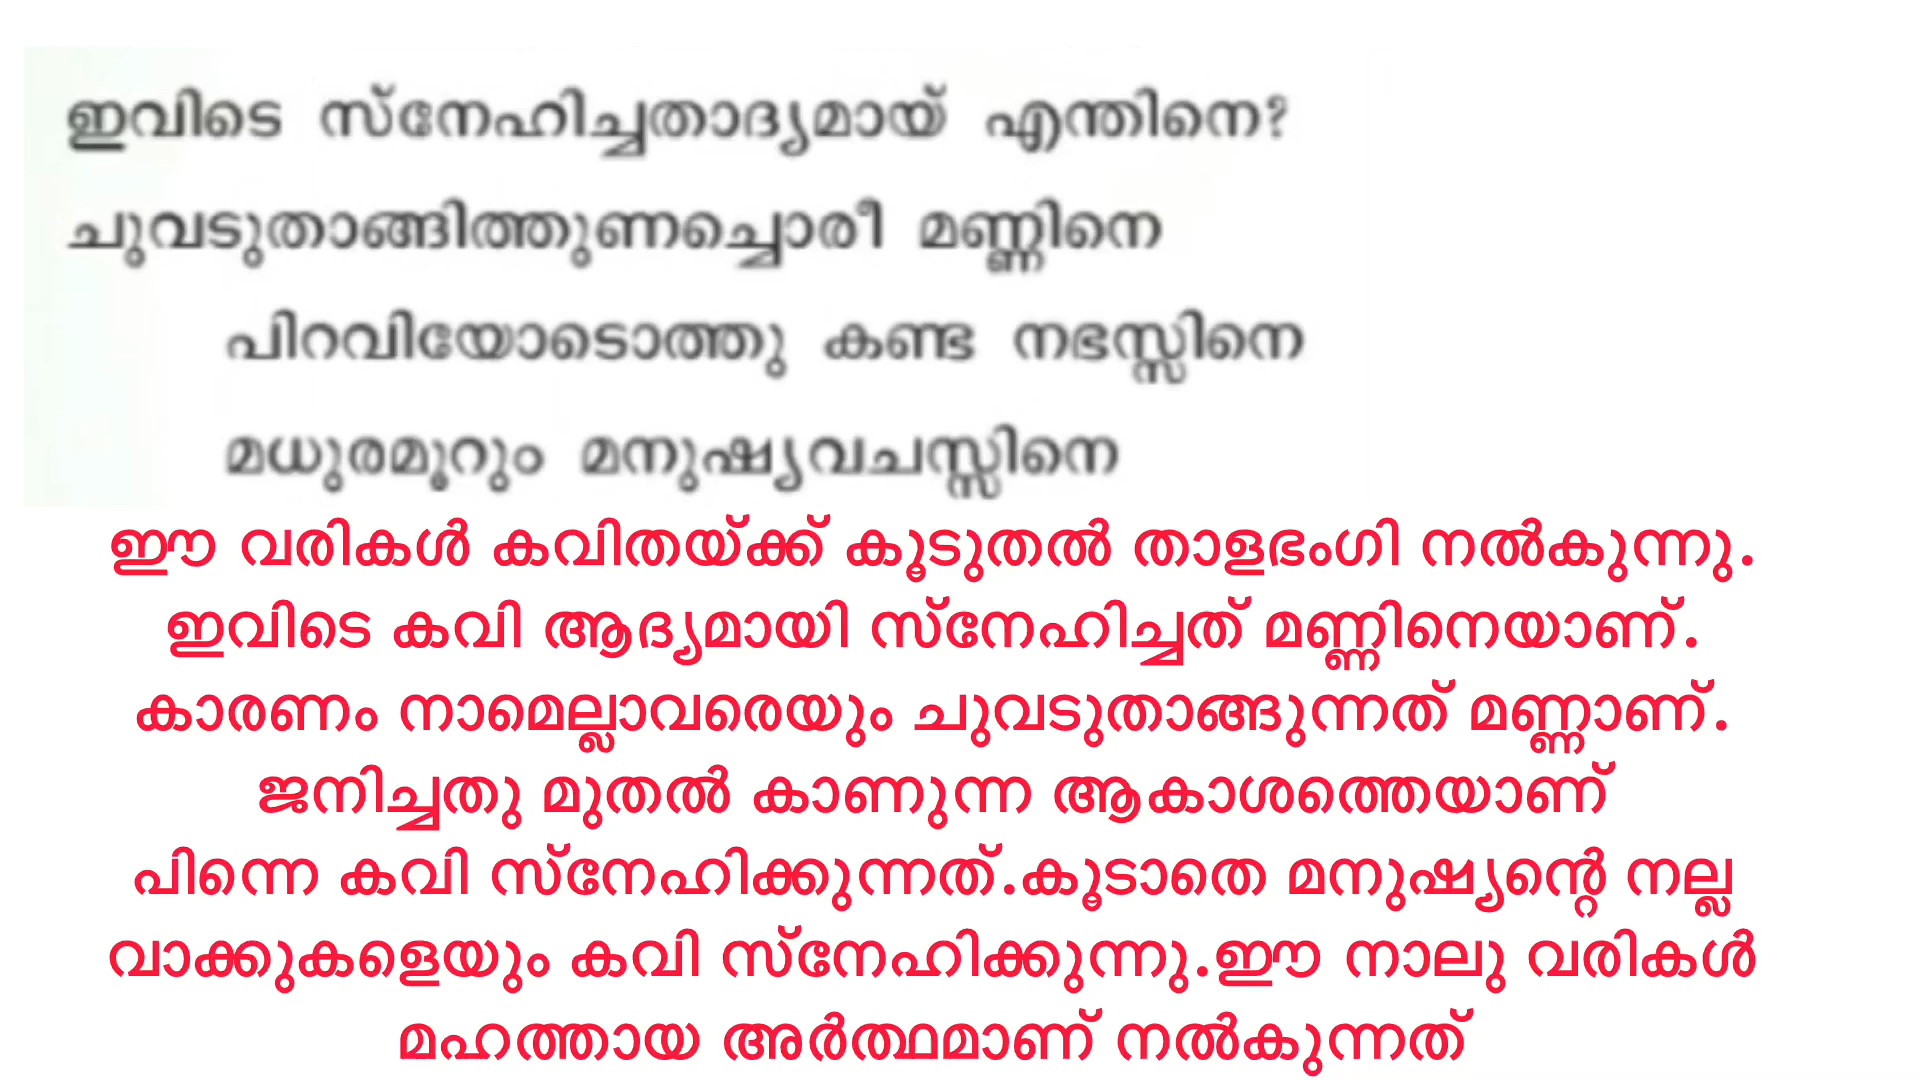 ഇവിടെ സ്നേഹിച്ചതാദ്യമായ് എന്തിനെ?
ചുവടുതാങ്ങിത്തുണച്ചൊരീ മണ്ണിനെ
പിറവിയോടൊത്തു കണ്ട നഭസ്സിനെ
മധുരമൂറും മനുഷ്യവചസ്സിനെ
ഈ വരികൾ കവിതയ്ക്ക് കൂടുതൽ താളഭംഗി നൽകുന്നു.
ഇവിടെ കവി ആദ്യമായി സ്നേഹിച്ചത് മണ്ണിനെയാണ്.
കാരണം നാമെല്ലാവരെയും ചുവടുതാങ്ങുന്നത് മണ്ണാണ്.
ജനിച്ചതു മുതൽ കാണുന്ന ആകാശത്തെയാണ്
പിന്നെ കവി സ്നേഹിക്കുന്നത്.കൂടാതെ മനുഷ്യന്റെ നല്ല
വാക്കുകളെയും കവി സ്നേഹിക്കുന്നു.ഈ നാലു വരികൾ
മഹത്തായ അർത്ഥമാണ് നൽകുന്നത്